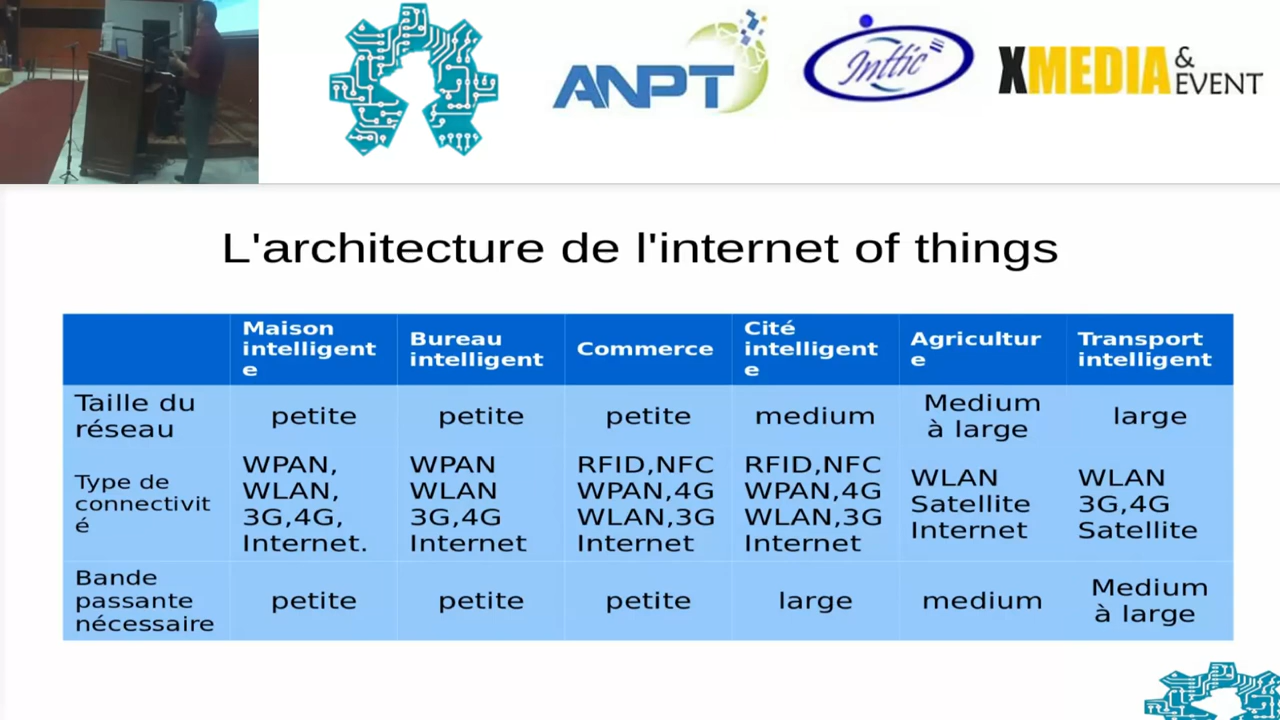 ANPT
Inttic
XMEDIA & EVENT
L'architecture de l'internet of things
Maison
intelligent
e
Bureau
intelligent
Commerce
Cité
intelligent
e
Agricultur
e
Transport
intelligent
Taille du
réseau
petite
petite
petite
medium
Medium
à large
large
Type de
connectivit
é
WPAN,
WLAN,
3G,4G,
Internet.
WPAN
WLAN
3G,4G
Internet
RFID,NFC
WPAN,4G
WLAN,3G
Internet
RFID,NFC
WPAN,4G
WLAN,3G
Internet
WLAN
Satellite
Internet
WLAN
3G,4G
Satellite
Bande
passante
nécessaire
petite
petite
petite
large
medium
Medium
à large